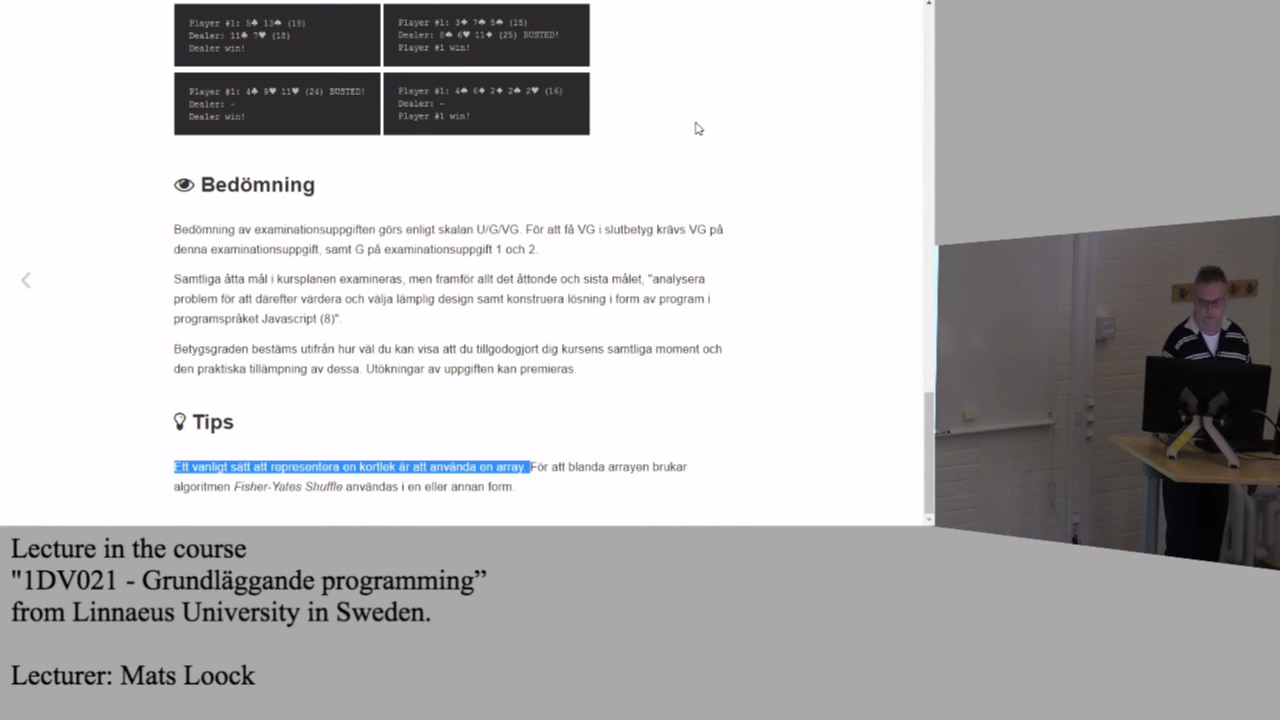 Player #1: 5♣ 13♠ (18)
Dealer: 11♣ 7♥ (18)
Dealer win!
Player #1: 3♦ 7♣ 5♠ (15)
Dealer: 8♠ 6♥ 11♦ (25) BUSTED!
Player #1 win!
Player #1: 4♣ 9♥ 11♥ (24) BUSTED!
Dealer: -
Dealer win!
Player #1: 4♠ 6♦ 2♦ 2♠ 2♥ (16)
Dealer: -
Player #1 win!
Bedömning
Bedömning av examinationsuppgiften görs enligt skalan U/G/VG. För att få VG i slutbetyg krävs VG på
denna examinationsuppgift, samt G på examinationsuppgift 1 och 2.
Samtliga åtta mål i kursplanen examineras, men framför allt det åttonde och sista målet, "analysera
problem för att därefter värdera och välja lämplig design samt konstruera lösning i form av program i
programspråket Javascript (8)".
Betygsgraden bestäms utifrån hur väl du kan visa att du tillgodogjort dig kursens samtliga moment och
den praktiska tillämpning av dessa. Utökningar av uppgiften kan premieras.
Tips
Ett vanligt sätt att representera en kortlek är att använda en array. För att blanda arrayen brukar
algoritmen Fisher-Yates Shuffle användas i en eller annan form.
Lecture in the course
"1DV021 - Grundläggande programming”
from Linnaeus University in Sweden.
Lecturer: Mats Loock